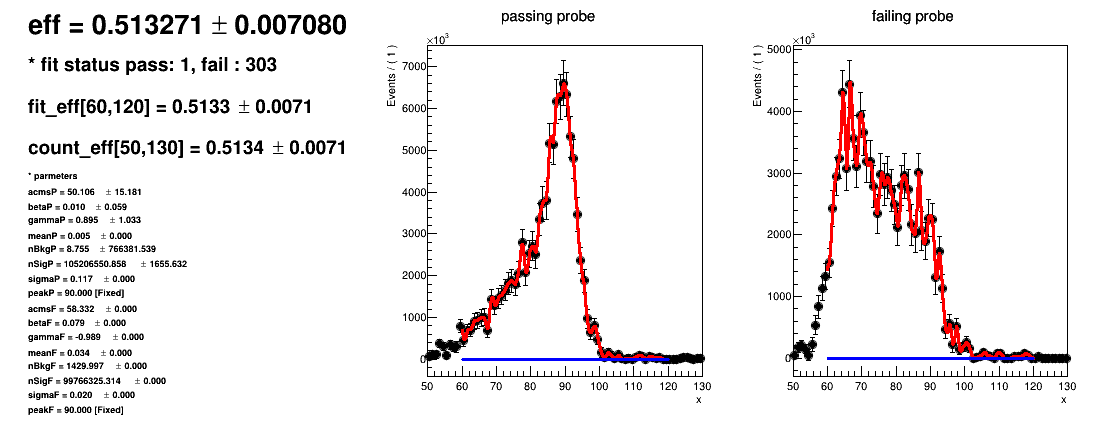 eff = 0.513271 ± 0.007080
* fit status pass: 1, fail : 303
fit_eff[60,120] = 0.5133 ± 0.0071
count_eff[50,130] = 0.5134 ± 0.0071
* parmeters
acmsP = 50.106 ± 15.181
betaP = 0.010 ± 0.059
gammaP = 0.895 ± 1.033
meanP = 0.005 ± 0.000
nBkgP = 8.755 ± 766381.539
nSigP = 105206550.858 ± 1655.632
sigmaP = 0.117 ± 0.000
peakP = 90.000 [Fixed]
acmsF = 58.332 ± 0.000
betaF = 0.079 ± 0.000
gammaF = -0.989 ± 0.000
meanF = 0.034 ± 0.000
nBkgF = 1429.997 ± 0.000
nSigF = 99766325.314 ± 0.000
sigmaF = 0.020 ± 0.000
peakF = 90.000 [Fixed]
passing probe
×10³
Events / ( 1 )
7000
6000
5000
4000
3000
2000
1000
0
50 60 70 80 90 100 110 120 130
x
failing probe
×10³
Events / ( 1 )
5000
4000
3000
2000
1000
0
50 60 70 80 90 100 110 120 130
x